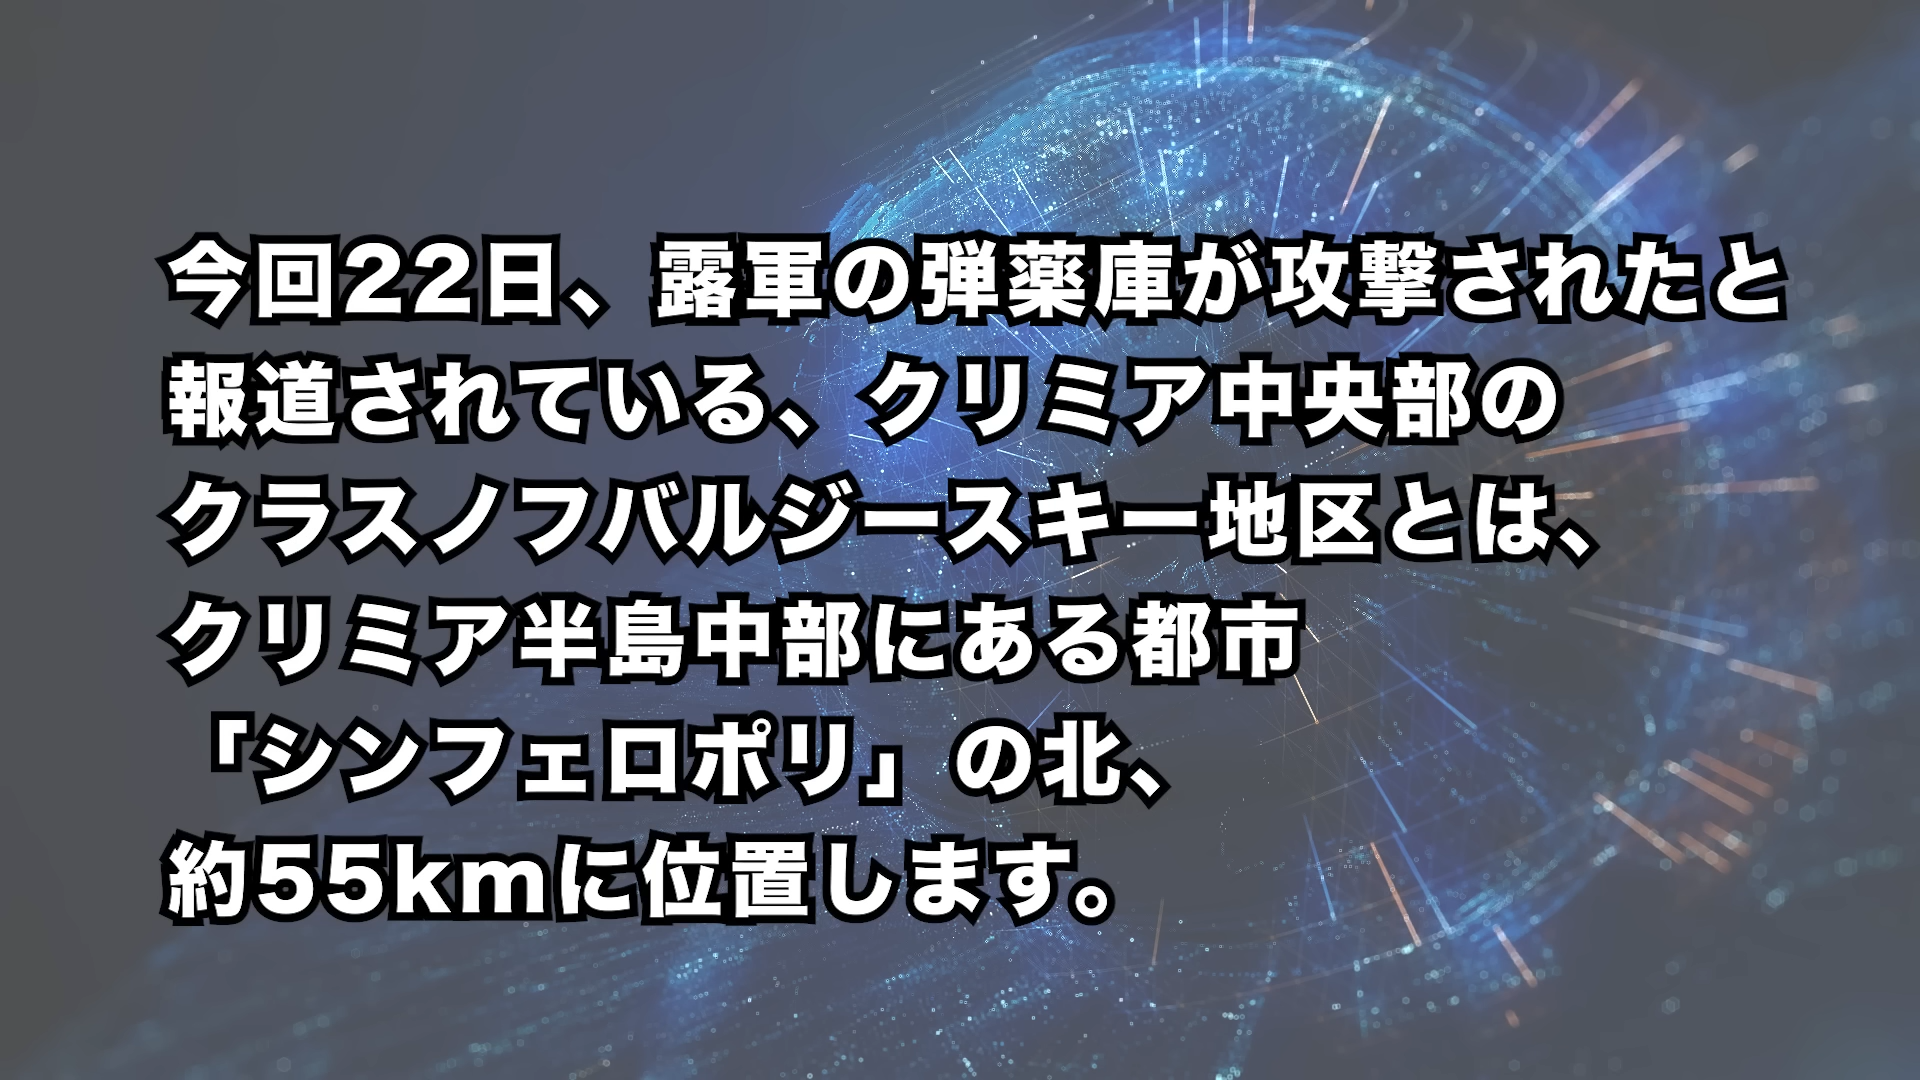 今回22日、露軍の弾薬庫が攻撃されたと
報道されている、クリミア中央部の
クラスノフバルジースキー地区とは、
クリミア半島中部にある都市
「シンフェロポリ」の北、
約55kmに位置します。